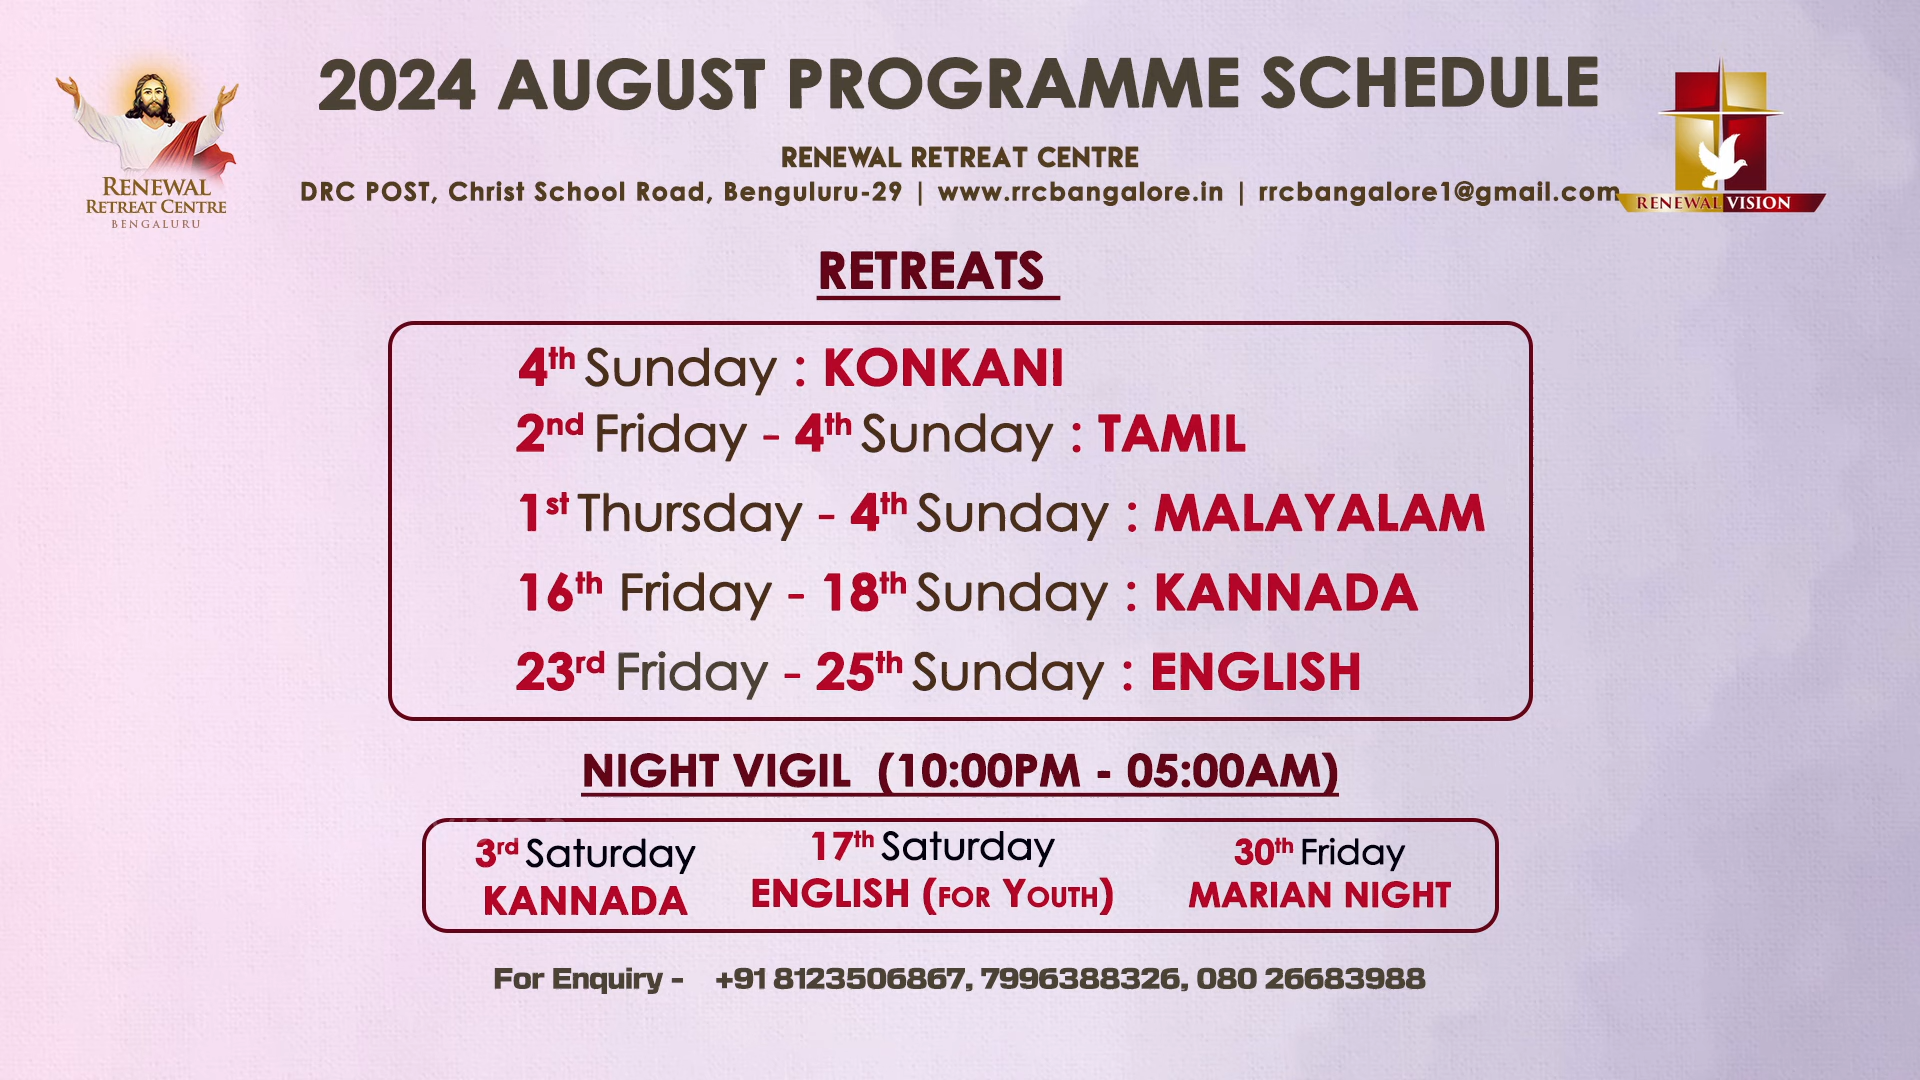 2024 AUGUST PROGRAMME SCHEDULE
RENEWAL RETREAT CENTRE
DRC POST, Christ School Road, Benguluru-29 | www.rrcbangalore.in | rrcbangalore1@gmail.com
RENEWAL
RETREAT CENTRE
BENGALURU
RENEWAL VISION
RETREATS
4th Sunday : KONKANI
2nd Friday - 4th Sunday : TAMIL
1st Thursday - 4th Sunday : MALAYALAM
16th Friday - 18th Sunday : KANNADA
23rd Friday - 25th Sunday : ENGLISH
NIGHT VIGIL (10:00PM - 05:00AM)
3rd Saturday
KANNADA
17th Saturday
ENGLISH (FOR YOUTH)
30th Friday
MARIAN NIGHT
For Enquiry - +91 8123506867, 7996388326, 080 26683988